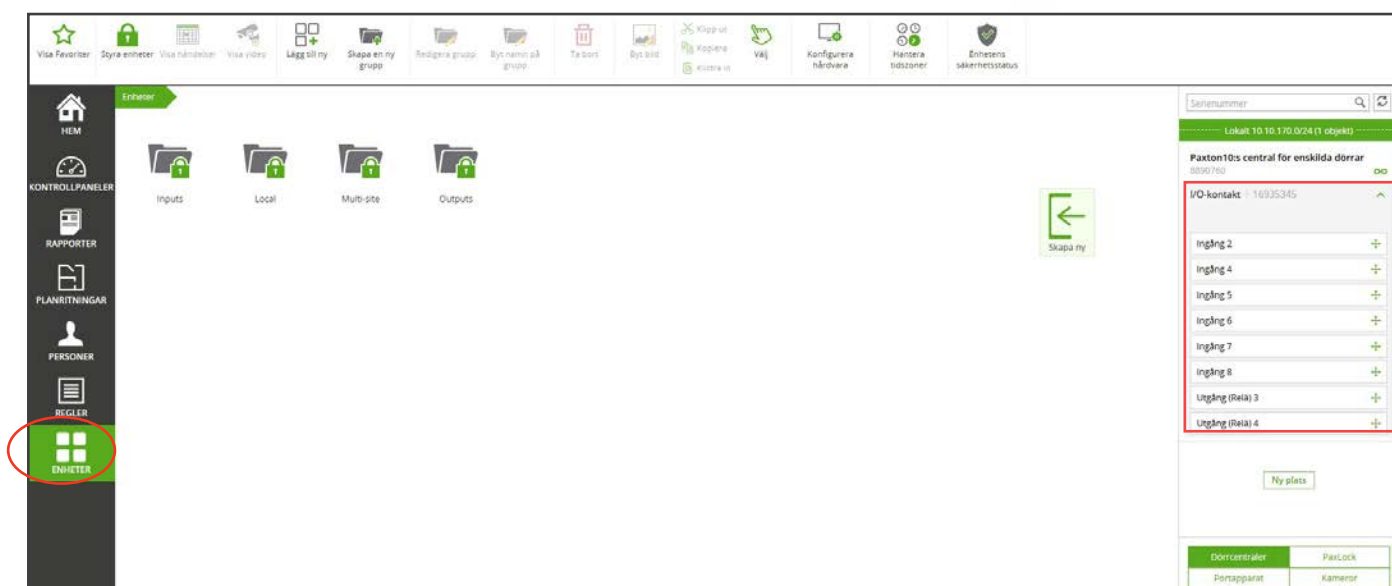 Visa Favoriter
Styra enheter
Visa händelser
Visa video
Lägg till ny
Skapa en ny
grupp
Redigera grupp
Byt namn på
grupp
Ta bort
Byt bild
Klipp ut
Kopiera
Klistra in
Välj
Konfigurera
hårdvara
Hantera
tidszoner
Enhetens
säkerhetsstatus
HEM
KONTROLLPANELER
RAPPORTER
PLANRITNINGAR
PERSONER
REGLER
ENHETER
Enheter
Inputs
Local
Multi-site
Outputs
Skapa ny
Serienummer
Lokalt 10.10.170.0/24 (1 objekt)
Paxton10:s central för enskilda dörrar
8890760
I/O-kontakt 16935345
Ingång 2
Ingång 4
Ingång 5
Ingång 6
Ingång 7
Ingång 8
Utgång (Relä) 3
Utgång (Relä) 4
Ny plats
Dörrcentraler
PaxLock
Portapparat
Kameror